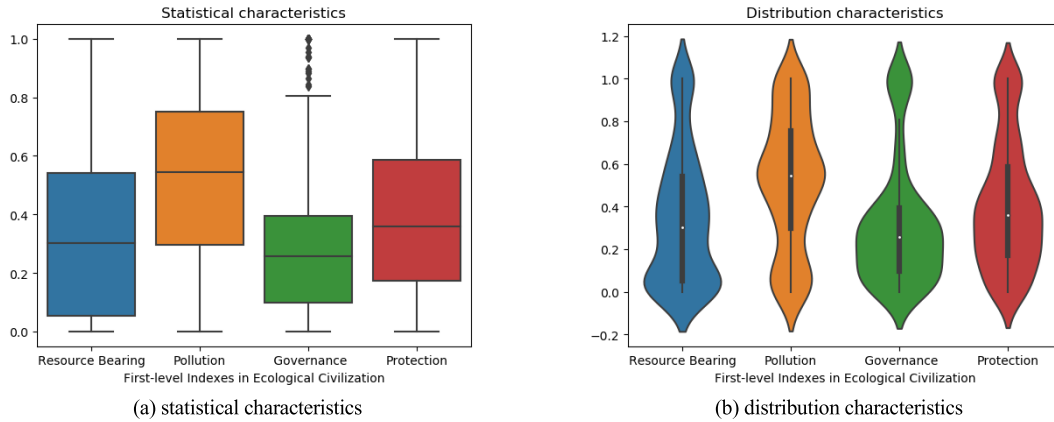 Statistical characteristics
1.0
0.8
0.6
0.4
0.2
0.0
Resource Bearing Pollution Governance Protection
First-level Indexes in Ecological Civilization
(a) statistical characteristics
Distribution characteristics
1.2
1.0
0.8
0.6
0.4
0.2
0.0
−0.2
Resource Bearing Pollution Governance Protection
First-level Indexes in Ecological Civilization
(b) distribution characteristics